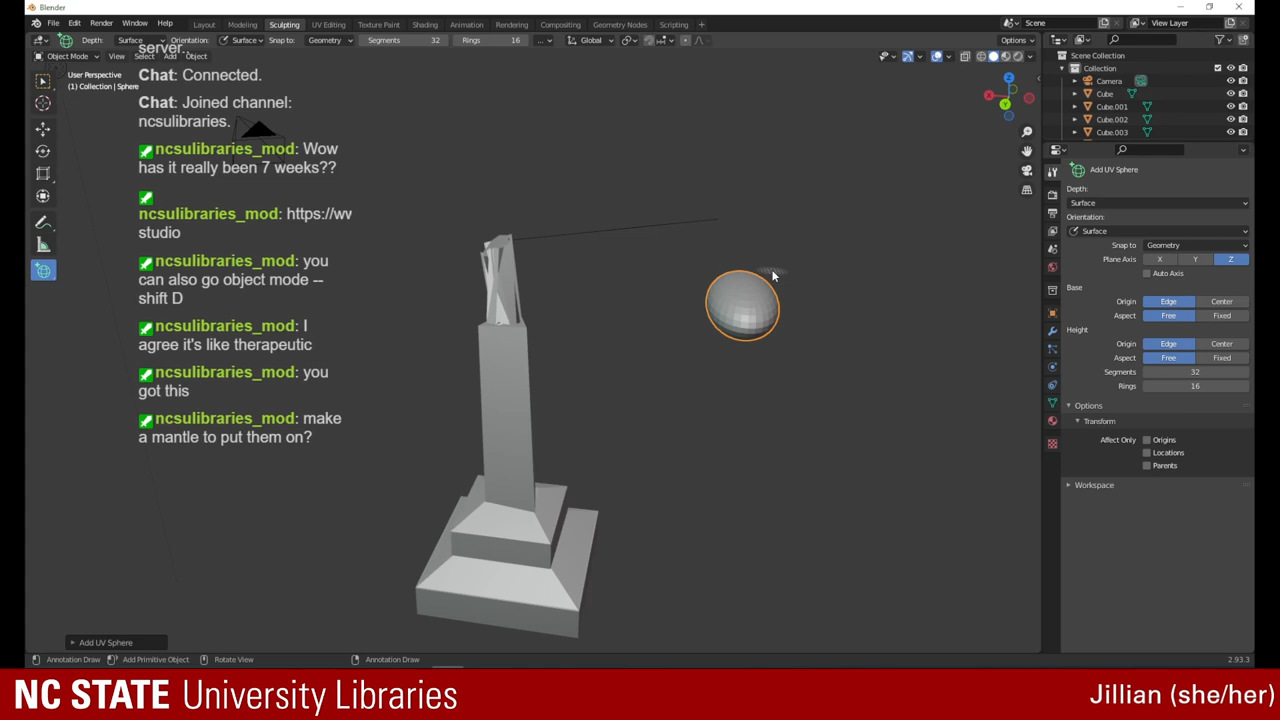 Blender
File Edit Render Window Help Layout Modeling Sculpting UV Editing Texture Paint Shading Animation Rendering Compositing Geometry Nodes Scripting + Scene View Layer
Depth: Surface Orientation: Surface Snap to: Geometry Segments 32 Rings 16 ... Global Options
Object Mode View Select Add Object
User Perspective
(1) Collection | Sphere
server..
Chat: Connected.
Chat: Joined channel:
ncsulibraries.
ncsulibraries_mod: Wow
has it really been 7 weeks??
ncsulibraries_mod: https://ww
studio
ncsulibraries_mod: you
can also go object mode --
shift D
ncsulibraries_mod: I
agree it's like therapeutic
ncsulibraries_mod: you
got this
ncsulibraries_mod: make
a mantle to put them on?
Z
X
Y
Scene Collection
Collection
Camera
Cube
Cube.001
Cube.002
Cube.003
Add UV Sphere
Depth:
Surface
Orientation:
Surface
Snap to Geometry
Plane Axis X Y Z
Auto Axis
Base
Origin Edge Center
Aspect Free Fixed
Height
Origin Edge Center
Aspect Free Fixed
Segments 32
Rings 16
Options
Transform
Affect Only Origins
Locations
Parents
Workspace
Add UV Sphere
Annotation Draw Add Primitive Object Rotate View Annotation Draw 2.93.3
NC STATE University Libraries
Jillian (she/her)